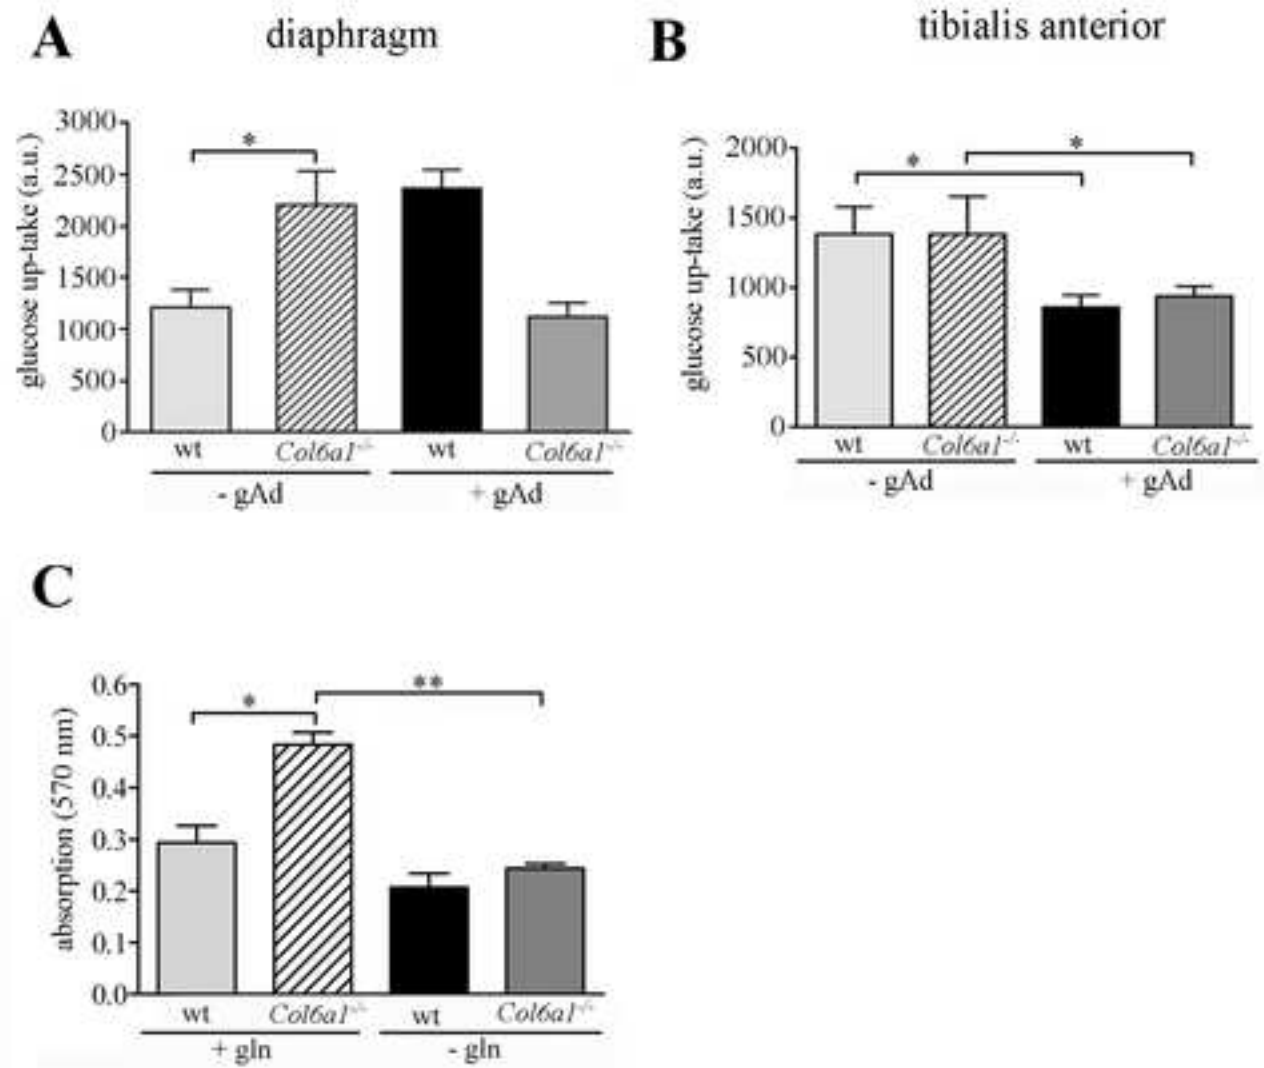 A
diaphragm
glucose up-take (a.u.)
3000
2500
2000
1500
1000
500
0
*
wt
Col6a1-/-
wt
Col6a1-/-
- gAd
+ gAd
B
tibialis anterior
glucose up-take (a.u.)
2000
1500
1000
500
0
*
*
wt
Col6a1-/-
wt
Col6a1-/-
- gAd
+ gAd
C
absorption (570 nm)
0.6
0.5
0.4
0.3
0.2
0.1
0.0
*
**
wt
Col6a1-/-
wt
Col6a1-/-
+ gln
- gln